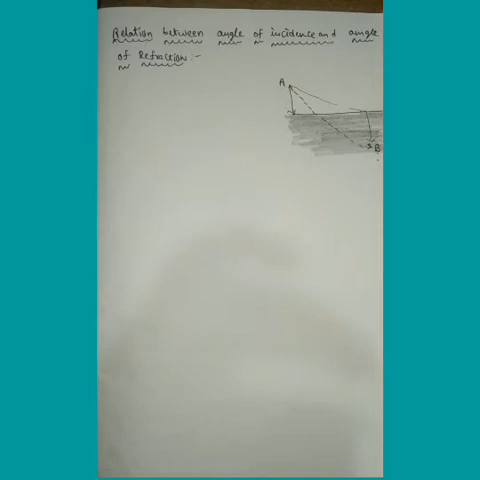 Relation between angle of incidence and angle
of Refraction :-
A
B